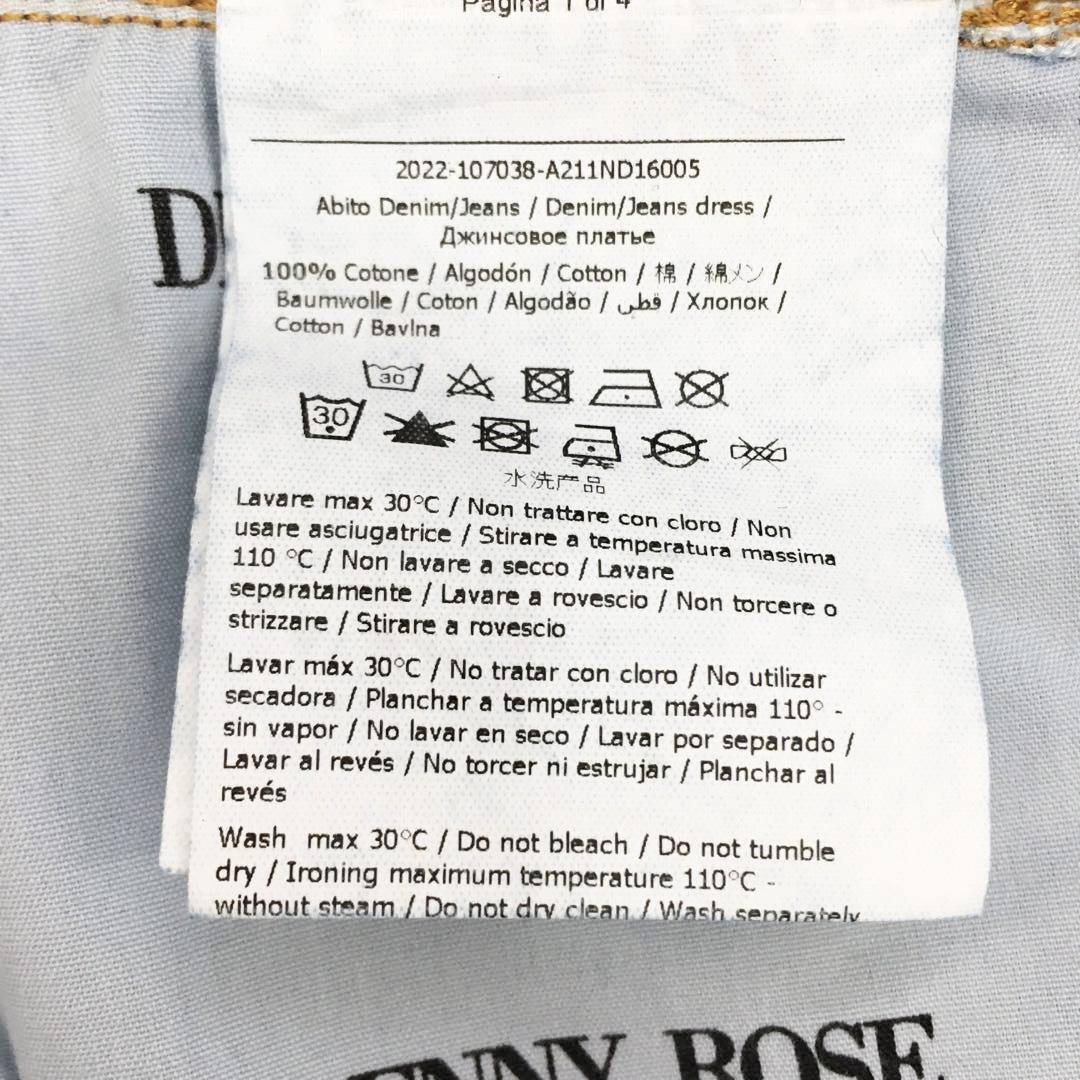 Pagina 1 di 4
2022-107038-A211ND16005
Abito Denim/Jeans / Denim/Jeans dress /
Джинсовое платье
100% Cotone / Algodón / Cotton / 棉 / 綿メン /
Baumwolle / Coton / Algodão / قطن / Хлопок /
Cotton / Bavlna
30
30
水洗产品
Lavare max 30°C / Non trattare con cloro / Non
usare asciugatrice / Stirare a temperatura massima
110 °C / Non lavare a secco / Lavare
separatamente / Lavare a rovescio / Non torcere o
strizzare / Stirare a rovescio
Lavar máx 30°C / No tratar con cloro / No utilizar
secadora / Planchar a temperatura máxima 110° -
sin vapor / No lavar en seco / Lavar por separado /
Lavar al revés / No torcer ni estrujar / Planchar al
revés
Wash max 30°C / Do not bleach / Do not tumble
dry / Ironing maximum temperature 110°C -
without steam / Do not dry clean / Wash separately
NNY ROSE